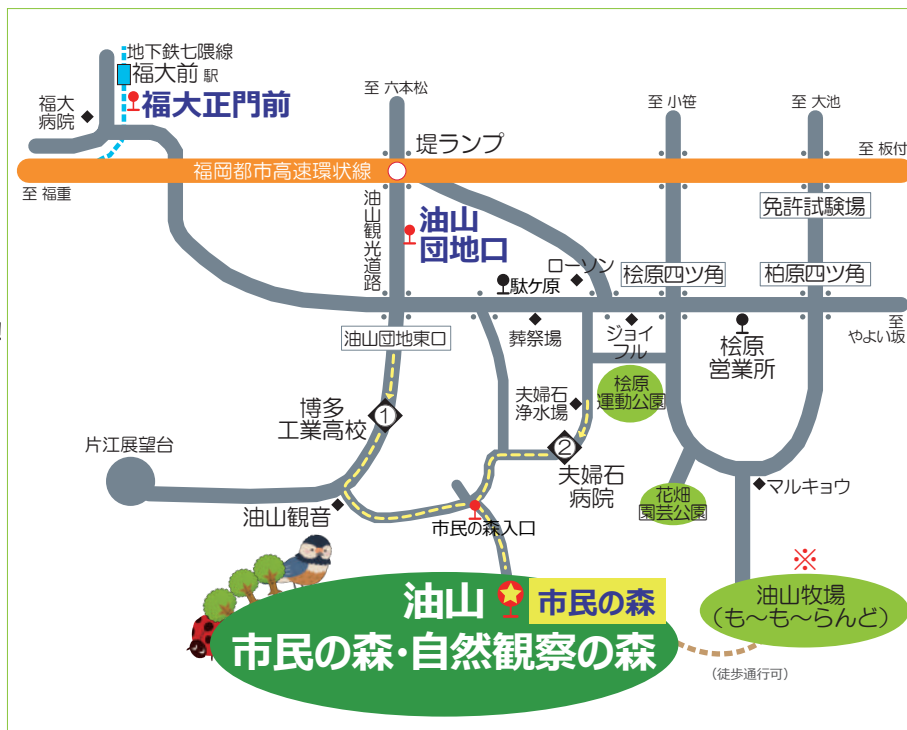 地下鉄七隈線
福大前 駅
福大正門前
福大
病院
至 六本松
至 小笹
至 大池
堤ランプ
至 板付
福岡都市高速環状線
至 福重
油山観光道路
油山
団地口
免許試験場
ローソン
駄ケ原
桧原四ツ角
柏原四ツ角
!
油山団地東口
葬祭場
ジョイ
フル
桧原
営業所
至
やよい坂
夫婦石
浄水場
桧原
運動公園
博多
工業高校
①
片江展望台
②
夫婦石
病院
花畑
園芸公園
マルキョウ
油山観音
市民の森入口
※
油山牧場
(も〜も〜らんど)
油山
市民の森
市民の森・自然観察の森
(徒歩通行可)